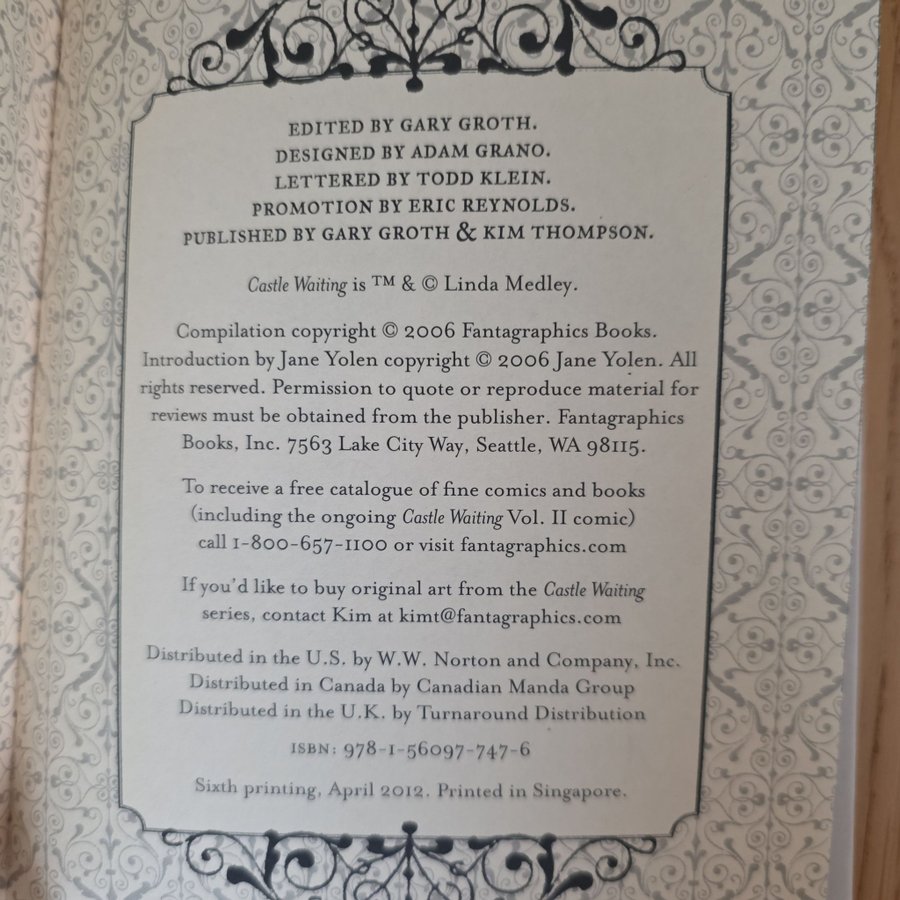 EDITED BY GARY GROTH.
DESIGNED BY ADAM GRANO.
LETTERED BY TODD KLEIN.
PROMOTION BY ERIC REYNOLDS.
PUBLISHED BY GARY GROTH & KIM THOMPSON.
Castle Waiting is ™ & © Linda Medley.
Compilation copyright © 2006 Fantagraphics Books.
Introduction by Jane Yolen copyright © 2006 Jane Yolen. All
rights reserved. Permission to quote or reproduce material for
reviews must be obtained from the publisher. Fantagraphics
Books, Inc. 7563 Lake City Way, Seattle, WA 98115.
To receive a free catalogue of fine comics and books
(including the ongoing Castle Waiting Vol. II comic)
call 1-800-657-1100 or visit fantagraphics.com
If you'd like to buy original art from the Castle Waiting
series, contact Kim at kimt@fantagraphics.com
Distributed in the U.S. by W.W. Norton and Company, Inc.
Distributed in Canada by Canadian Manda Group
Distributed in the U.K. by Turnaround Distribution
ISBN: 978-1-56097-747-6
Sixth printing, April 2012. Printed in Singapore.